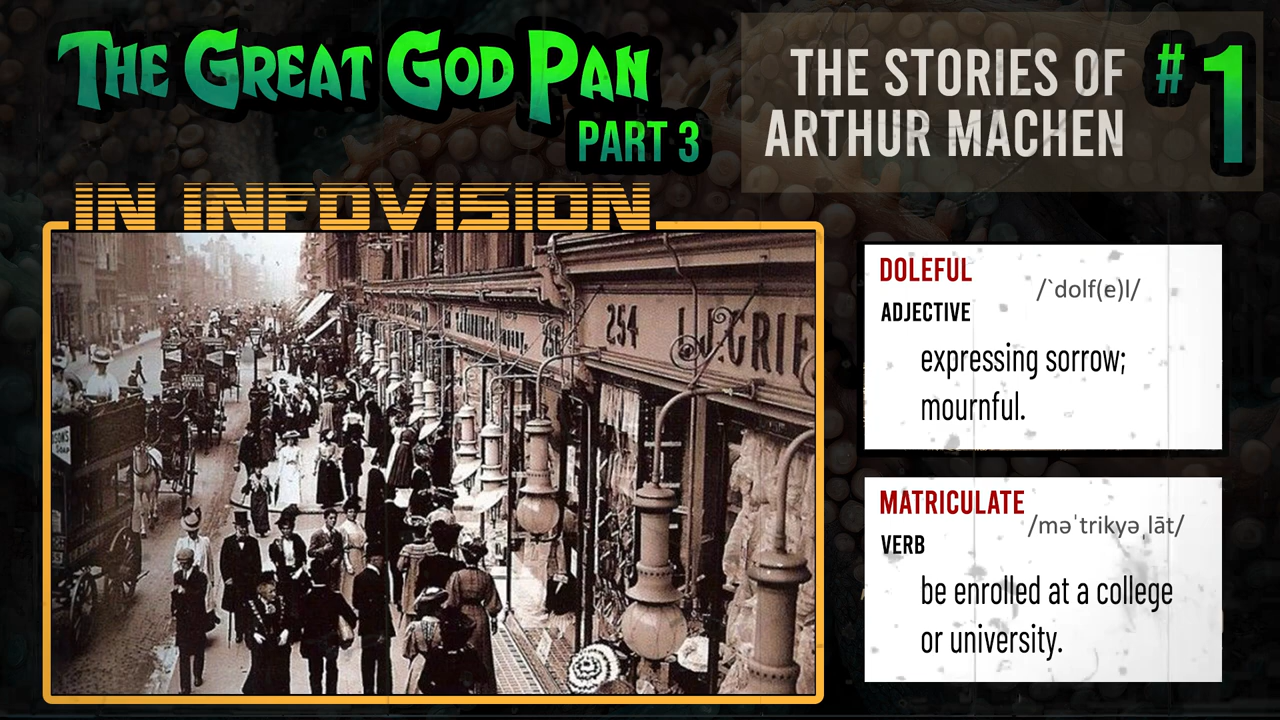 THE GREAT GOD PAN
PART 3
THE STORIES OF
ARTHUR MACHEN
#1
IN INFOVISION
254
DOLEFUL
/`dolf(e)l/
ADJECTIVE
expressing sorrow;
mournful.
MATRICULATE
/məˈtrikyəˌlāt/
VERB
be enrolled at a college
or university.